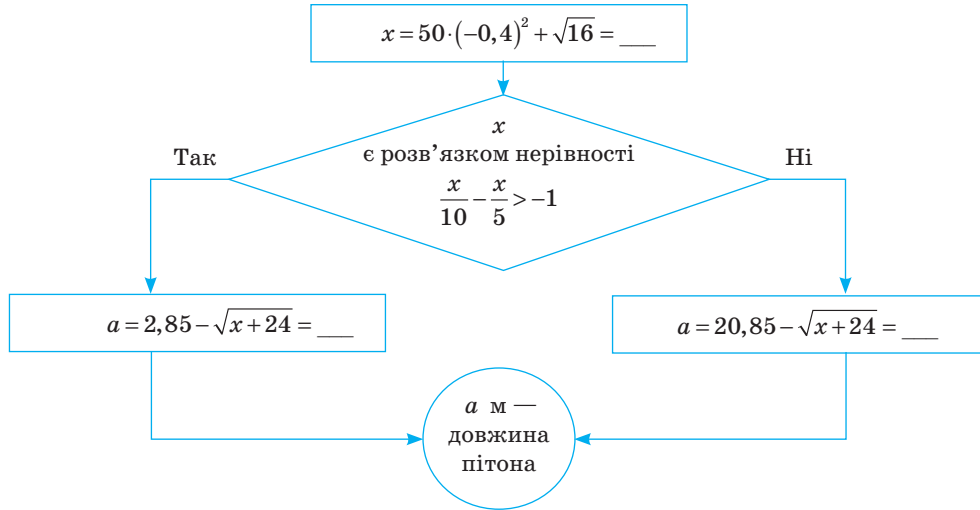 x = 50·(−0,4)² + √16 = ___
x
є розв’язком нерівності
x/10 − x/5 > −1
Так
Ні
a = 2,85 − √(x + 24) = ___
a = 20,85 − √(x + 24) = ___
a м —
довжина
пітона